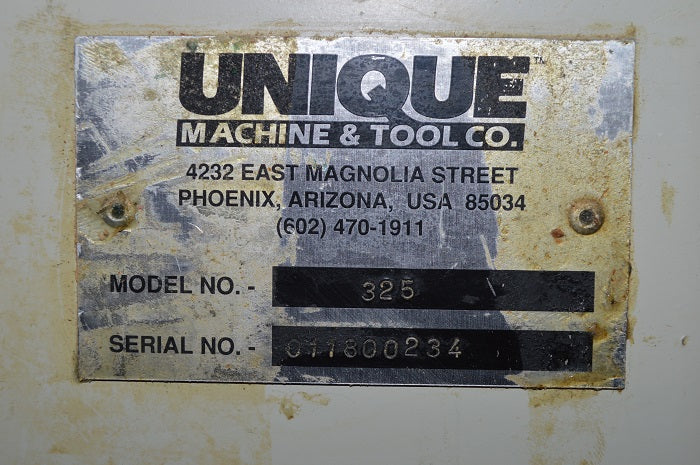 UNIQUE™
MACHINE & TOOL CO.
4232 EAST MAGNOLIA STREET
PHOENIX, ARIZONA, USA 85034
(602) 470-1911
MODEL NO. - 325
SERIAL NO. - 011800234